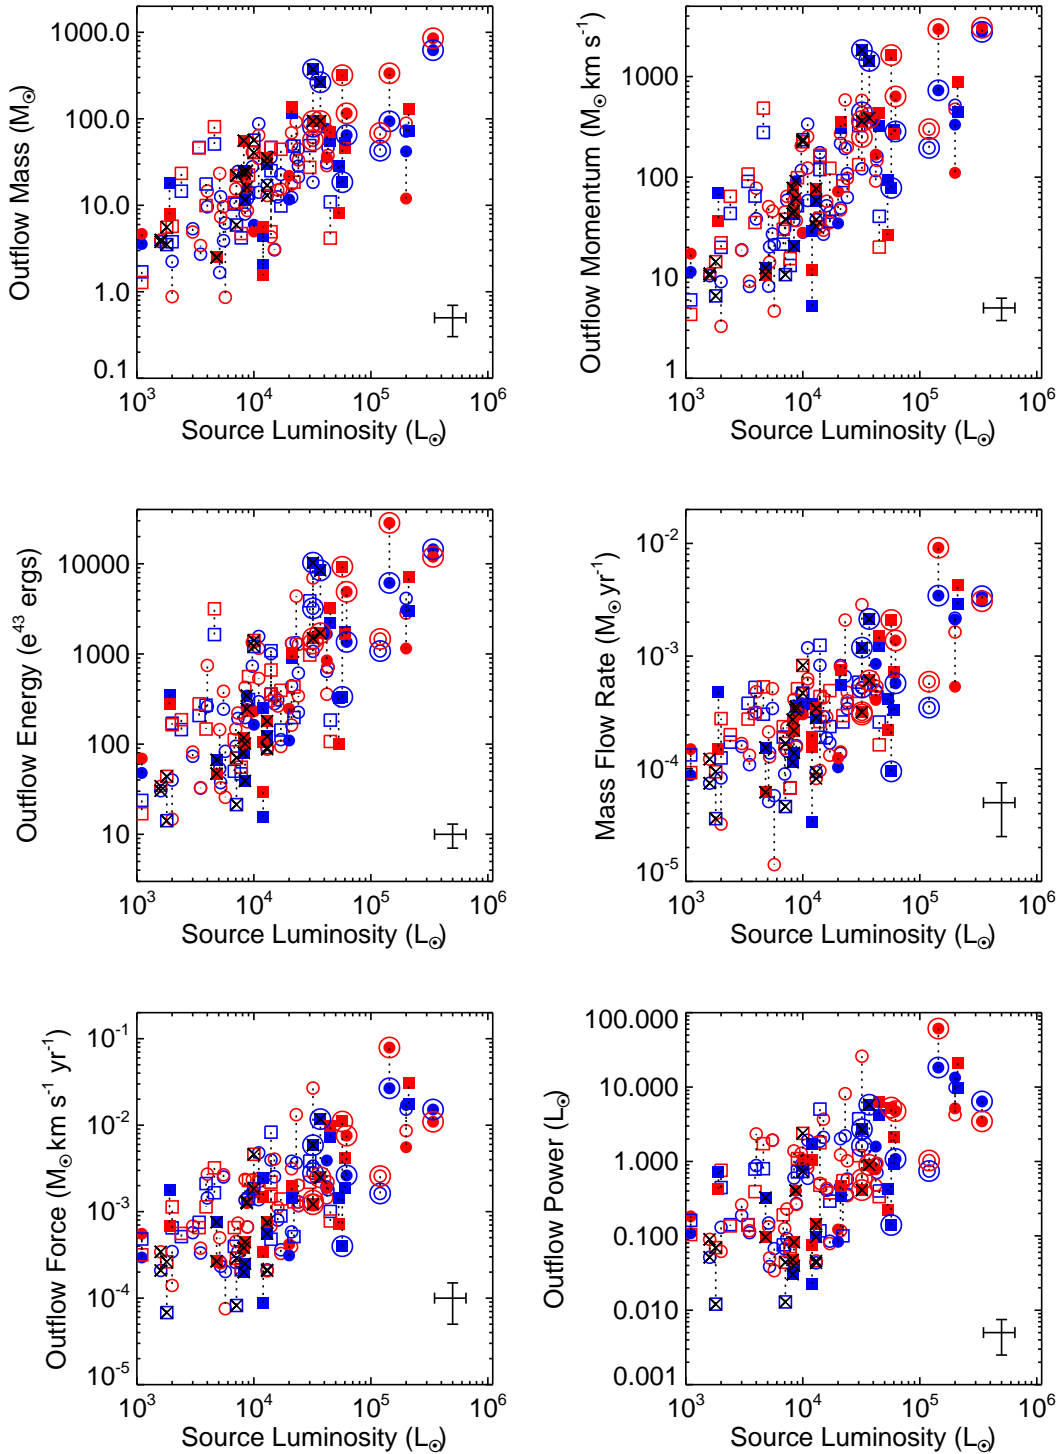 1000.0
100.0
10.0
1.0
0.1
Outflow Mass (M⊙)
10³ 10⁴ 10⁵ 10⁶
Source Luminosity (L⊙)
1000
100
10
1
Outflow Momentum (M⊙ km s⁻¹)
10³ 10⁴ 10⁵ 10⁶
Source Luminosity (L⊙)
10000
1000
100
10
Outflow Energy (e⁴³ ergs)
10³ 10⁴ 10⁵ 10⁶
Source Luminosity (L⊙)
10⁻²
10⁻³
10⁻⁴
10⁻⁵
Mass Flow Rate (M⊙ yr⁻¹)
10³ 10⁴ 10⁵ 10⁶
Source Luminosity (L⊙)
10⁻¹
10⁻²
10⁻³
10⁻⁴
10⁻⁵
Outflow Force (M⊙ km s⁻¹ yr⁻¹)
10³ 10⁴ 10⁵ 10⁶
Source Luminosity (L⊙)
100.000
10.000
1.000
0.100
0.010
0.001
Outflow Power (L⊙)
10³ 10⁴ 10⁵ 10⁶
Source Luminosity (L⊙)